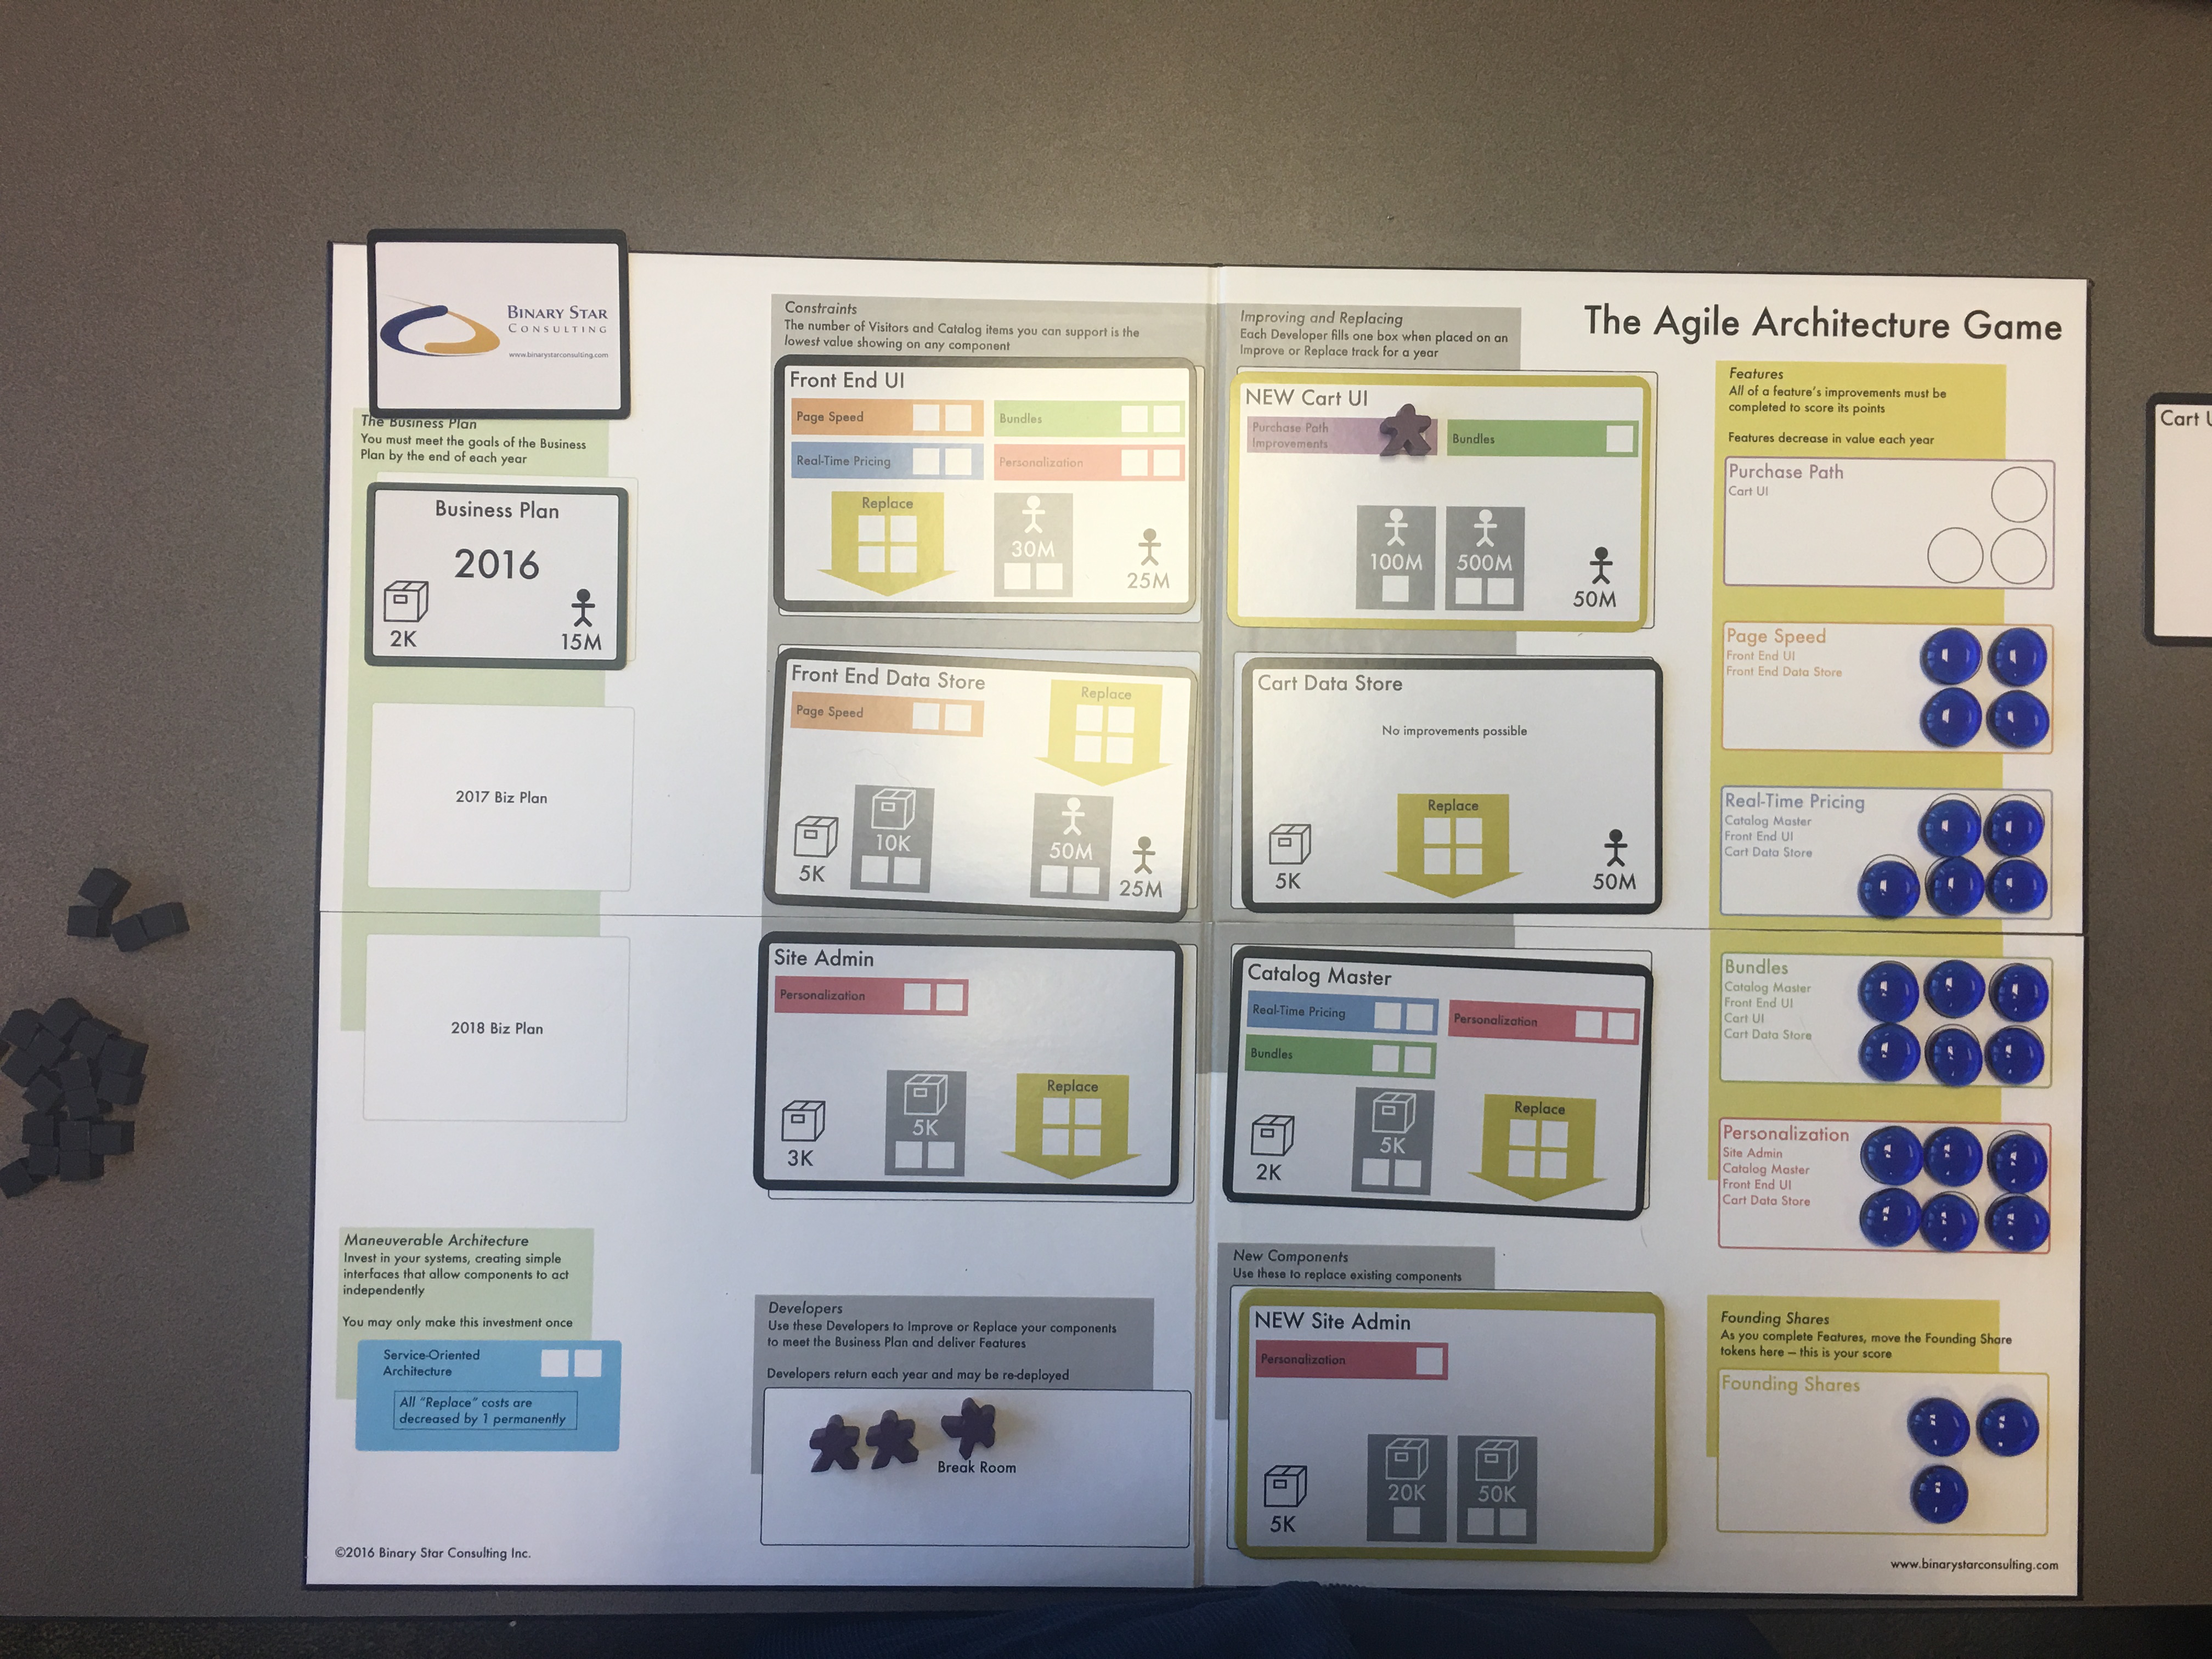 The Agile Architecture Game
BINARY STAR
CONSULTING
www.binarystarconsulting.com
The Business Plan
You must meet the goals of the Business
Plan by the end of each year
Business Plan
2016
2K
15M
2017 Biz Plan
2018 Biz Plan
Maneuverable Architecture
Invest in your systems, creating simple
interfaces that allow components to act
independently
You may only make this investment once
Service-Oriented
Architecture
All "Replace" costs are
decreased by 1 permanently
©2016 Binary Star Consulting Inc.
Constraints
The number of Visitors and Catalog items you can support is the
lowest value showing on any component
Front End UI
Page Speed
Bundles
Real-Time Pricing
Personalization
Replace
30M
25M
Front End Data Store
Page Speed
Replace
5K
10K
50M
25M
Site Admin
Personalization
Replace
3K
5K
Developers
Use these Developers to Improve or Replace your components
to meet the Business Plan and deliver Features
Developers return each year and may be re-deployed
Break Room
Improving and Replacing
Each Developer fills one box when placed on an
Improve or Replace track for a year
NEW Cart UI
Purchase Path
Improvements
Bundles
100M
500M
50M
Cart Data Store
No improvements possible
Replace
5K
50M
Catalog Master
Real-Time Pricing
Personalization
Bundles
Replace
2K
5K
New Components
Use these to replace existing components
NEW Site Admin
Personalization
5K
20K
50K
Features
All of a feature's improvements must be
completed to score its points
Features decrease in value each year
Purchase Path
Cart UI
Page Speed
Front End UI
Front End Data Store
Real-Time Pricing
Catalog Master
Front End UI
Cart Data Store
Bundles
Catalog Master
Front End UI
Cart UI
Cart Data Store
Personalization
Site Admin
Catalog Master
Front End UI
Cart Data Store
Founding Shares
As you complete Features, move the Founding Share
tokens here – this is your score
Founding Shares
www.binarystarconsulting.com
Cart